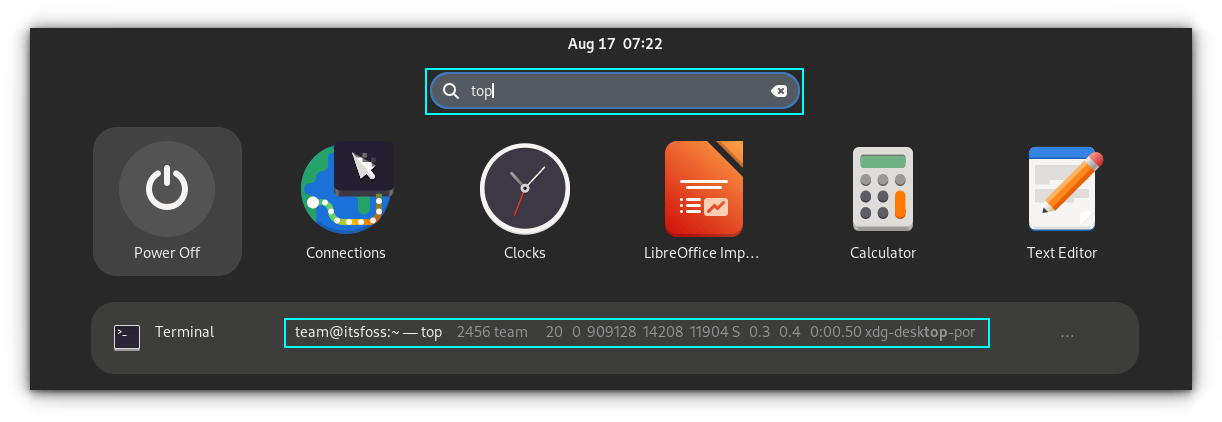 Aug 17 07:22
top
Power Off
Connections
Clocks
LibreOffice Imp...
Calculator
Text Editor
>_ Terminal team@itsfoss:~ — top 2456 team 20 0 909128 14208 11904 S 0.3 0.4 0:00.50 xdg-desktop-por ...